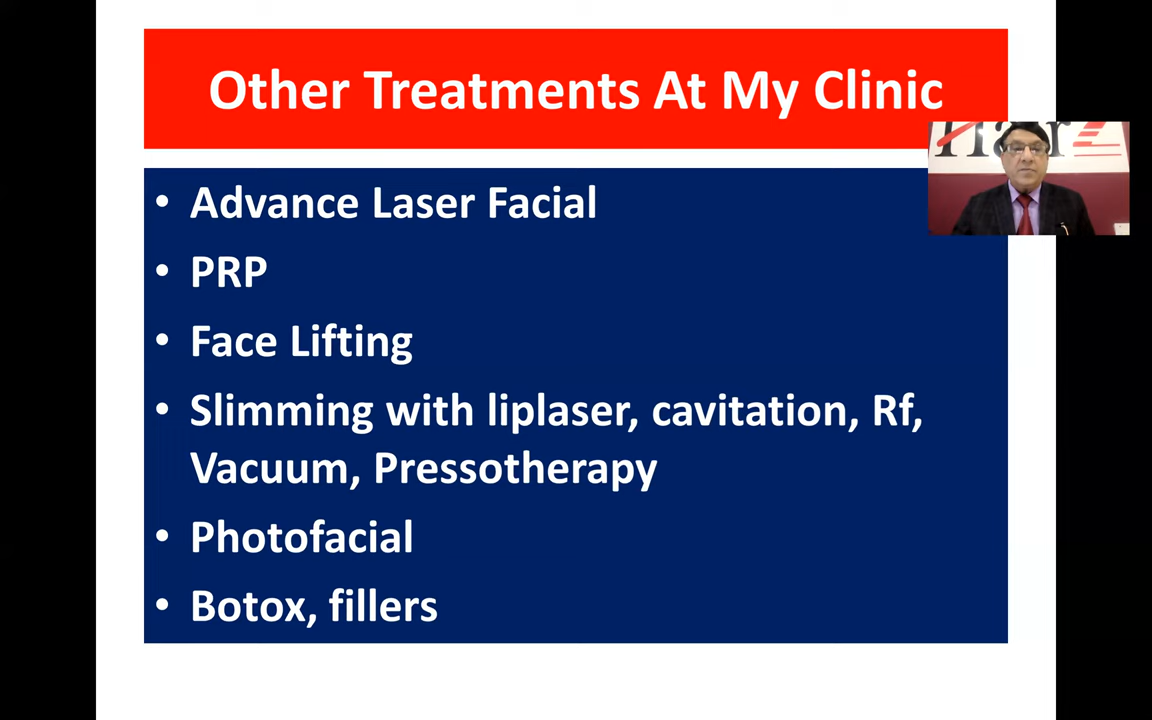 Other Treatments At My Clinic
• Advance Laser Facial
• PRP
• Face Lifting
• Slimming with liplaser, cavitation, Rf,
Vacuum, Pressotherapy
• Photofacial
• Botox, fillers